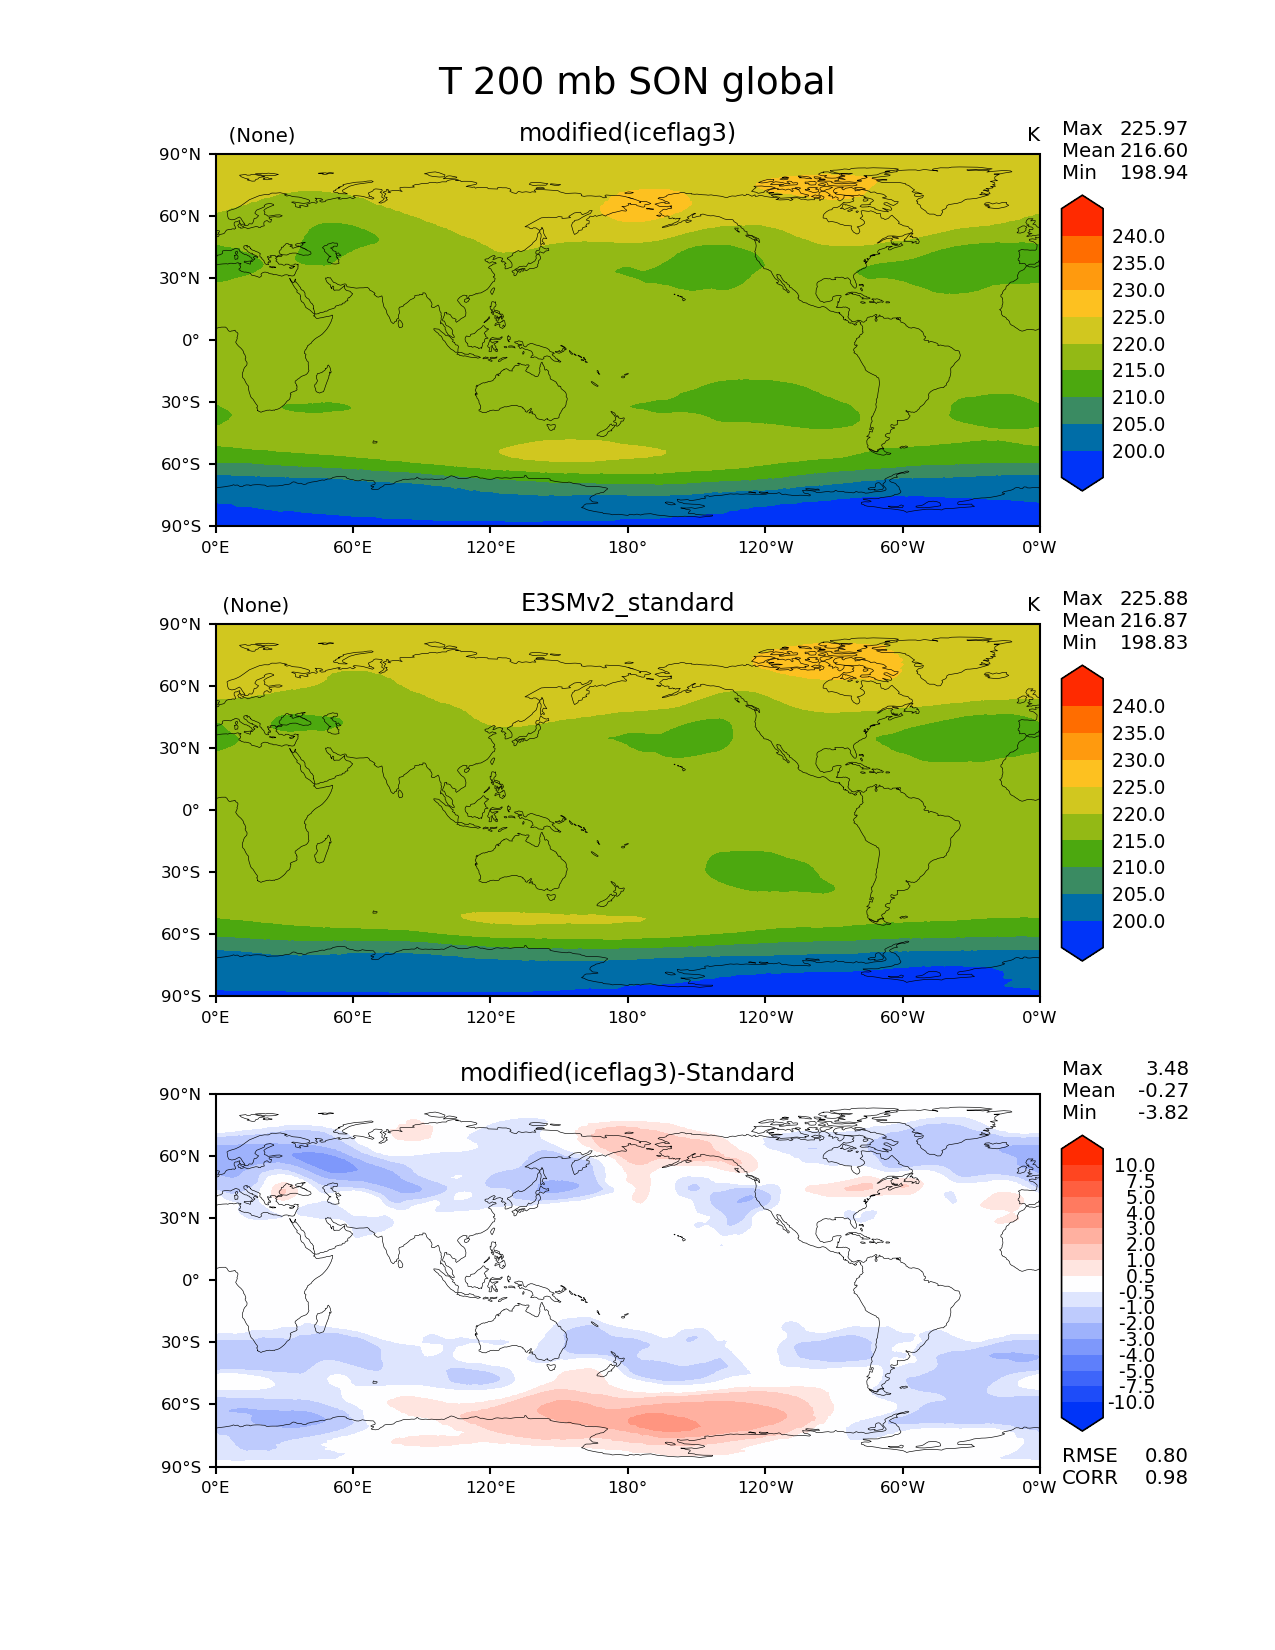 T 200 mb SON global
(None) modified(iceflag3) K
Max 225.97
Mean 216.60
Min 198.94
90°N
60°N
30°N
0°
30°S
60°S
90°S
0°E 60°E 120°E 180° 120°W 60°W 0°W
240.0
235.0
230.0
225.0
220.0
215.0
210.0
205.0
200.0
(None) E3SMv2_standard K
Max 225.88
Mean 216.87
Min 198.83
90°N
60°N
30°N
0°
30°S
60°S
90°S
0°E 60°E 120°E 180° 120°W 60°W 0°W
240.0
235.0
230.0
225.0
220.0
215.0
210.0
205.0
200.0
modified(iceflag3)-Standard
Max 3.48
Mean -0.27
Min -3.82
90°N
60°N
30°N
0°
30°S
60°S
90°S
0°E 60°E 120°E 180° 120°W 60°W 0°W
10.0
7.5
5.0
4.0
3.0
2.0
1.0
0.5
-0.5
-1.0
-2.0
-3.0
-4.0
-5.0
-7.5
-10.0
RMSE 0.80
CORR 0.98